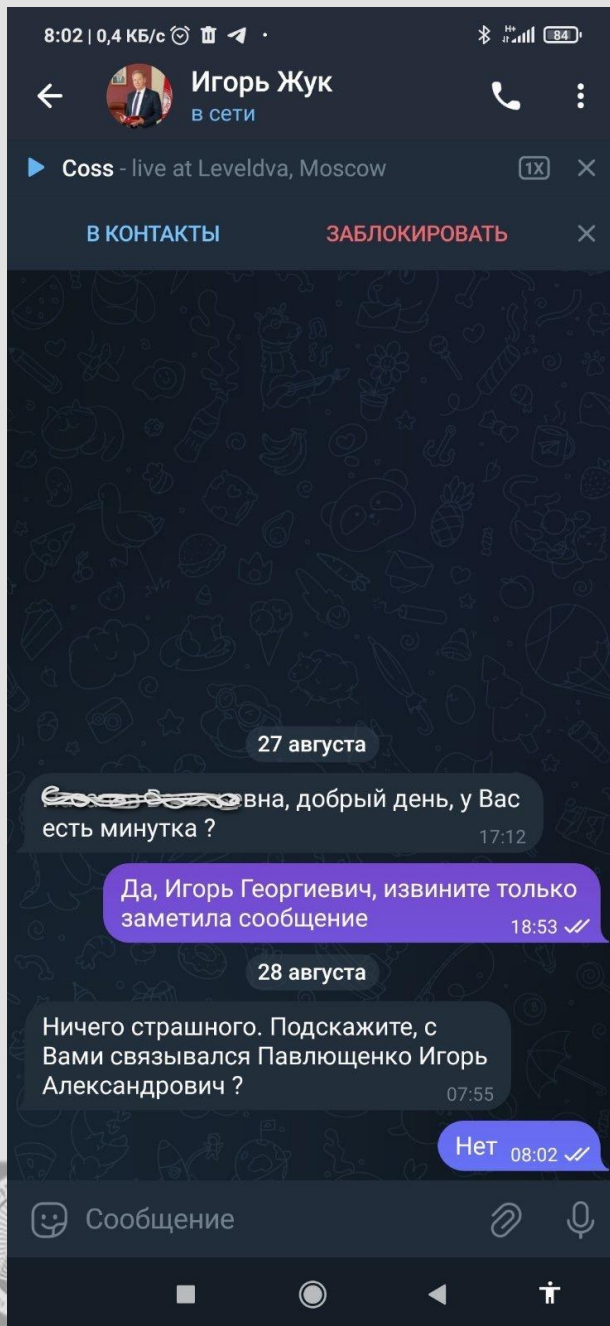 8:02 | 0,4 КБ/с
H+
84
Игорь Жук
в сети
Coss - live at Leveldva, Moscow
1X
В КОНТАКТЫ
ЗАБЛОКИРОВАТЬ
27 августа
вна, добрый день, у Вас
есть минутка ?
17:12
Да, Игорь Георгиевич, извините только
заметила сообщение
18:53
28 августа
Ничего страшного. Подскажите, с
Вами связывался Павлющенко Игорь
Александрович ?
07:55
Нет
08:02
Сообщение